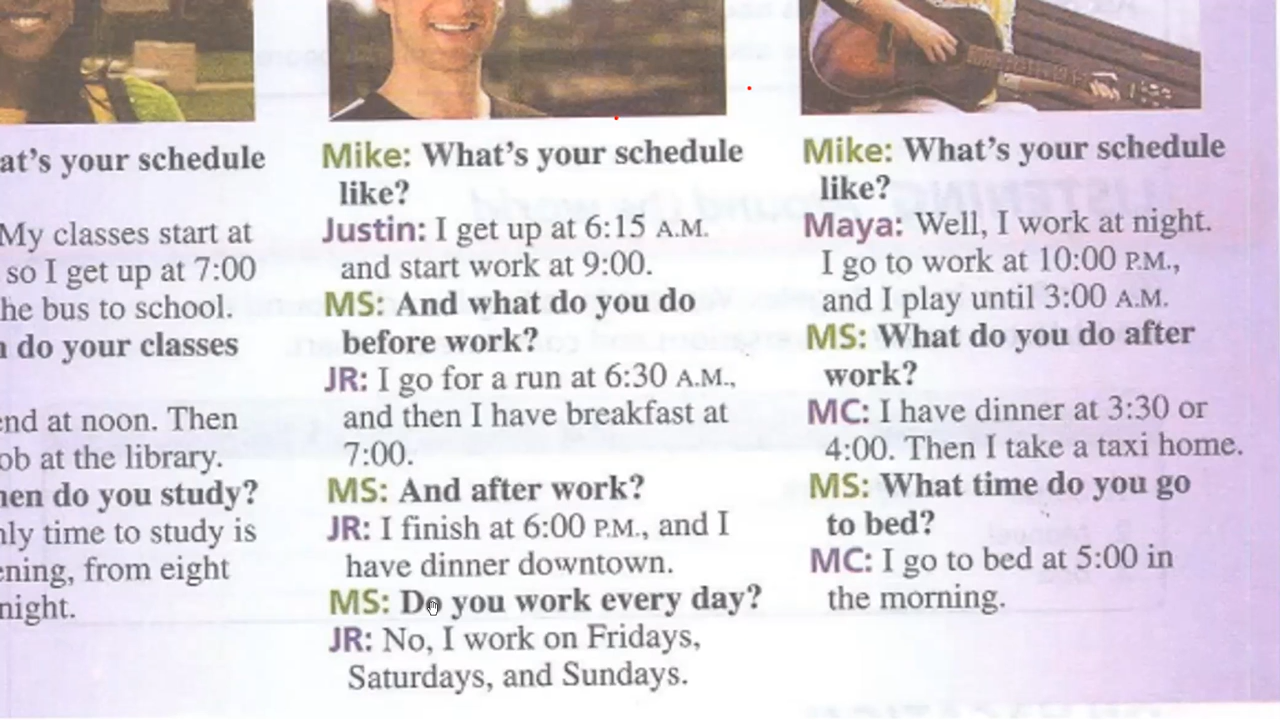 at's your schedule
My classes start at
so I get up at 7:00
he bus to school.
do your classes
end at noon. Then
ob at the library.
en do you study?
ly time to study is
ening, from eight
night.
Mike: What's your schedule
like?
Justin: I get up at 6:15 A.M.
and start work at 9:00.
MS: And what do you do
before work?
JR: I go for a run at 6:30 A.M.,
and then I have breakfast at
7:00.
MS: And after work?
JR: I finish at 6:00 P.M., and I
have dinner downtown.
MS: Do you work every day?
JR: No, I work on Fridays,
Saturdays, and Sundays.
Mike: What's your schedule
like?
Maya: Well, I work at night.
I go to work at 10:00 P.M.,
and I play until 3:00 A.M.
MS: What do you do after
work?
MC: I have dinner at 3:30 or
4:00. Then I take a taxi home.
MS: What time do you go
to bed?
MC: I go to bed at 5:00 in
the morning.